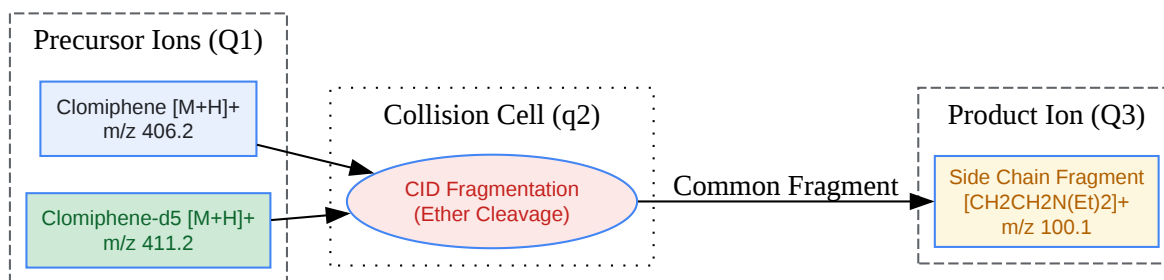 Precursor Ions (Q1)
Clomiphene [M+H]+
m/z 406.2
Clomiphene-d5 [M+H]+
m/z 411.2
Collision Cell (q2)
CID Fragmentation
(Ether Cleavage)
Common Fragment
Product Ion (Q3)
Side Chain Fragment
[CH2CH2N(Et)2]+
m/z 100.1